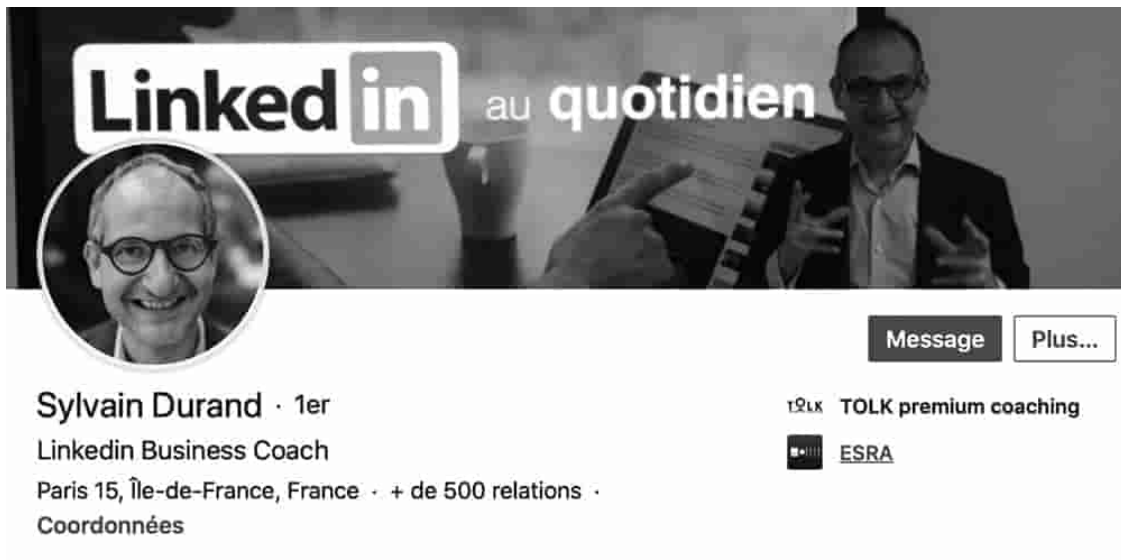 Linked in au quotidien
Message
Plus...
Sylvain Durand · 1er
Linkedin Business Coach
Paris 15, Île-de-France, France · + de 500 relations ·
Coordonnées
TOLK TOLK premium coaching
ESRA